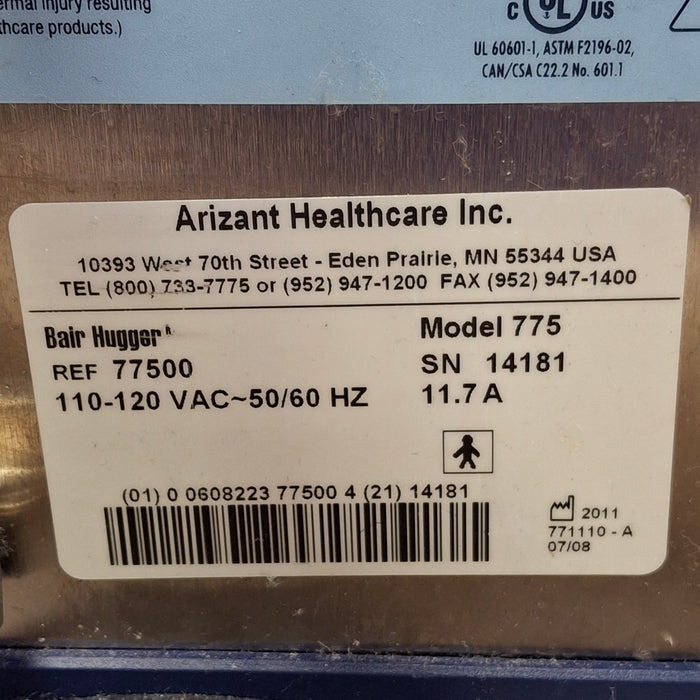 ermal injury resulting
thcare products.)
C UL US
UL 60601-1, ASTM F2196-02,
CAN/CSA C22.2 No. 601.1
Arizant Healthcare Inc.
10393 West 70th Street - Eden Prairie, MN 55344 USA
TEL (800) 733-7775 or (952) 947-1200 FAX (952) 947-1400
Bair Hugger®
Model 775
REF 77500
SN 14181
110-120 VAC~50/60 HZ
11.7 A
(01) 0 0608223 77500 4 (21) 14181
2011
771110 - A
07/08